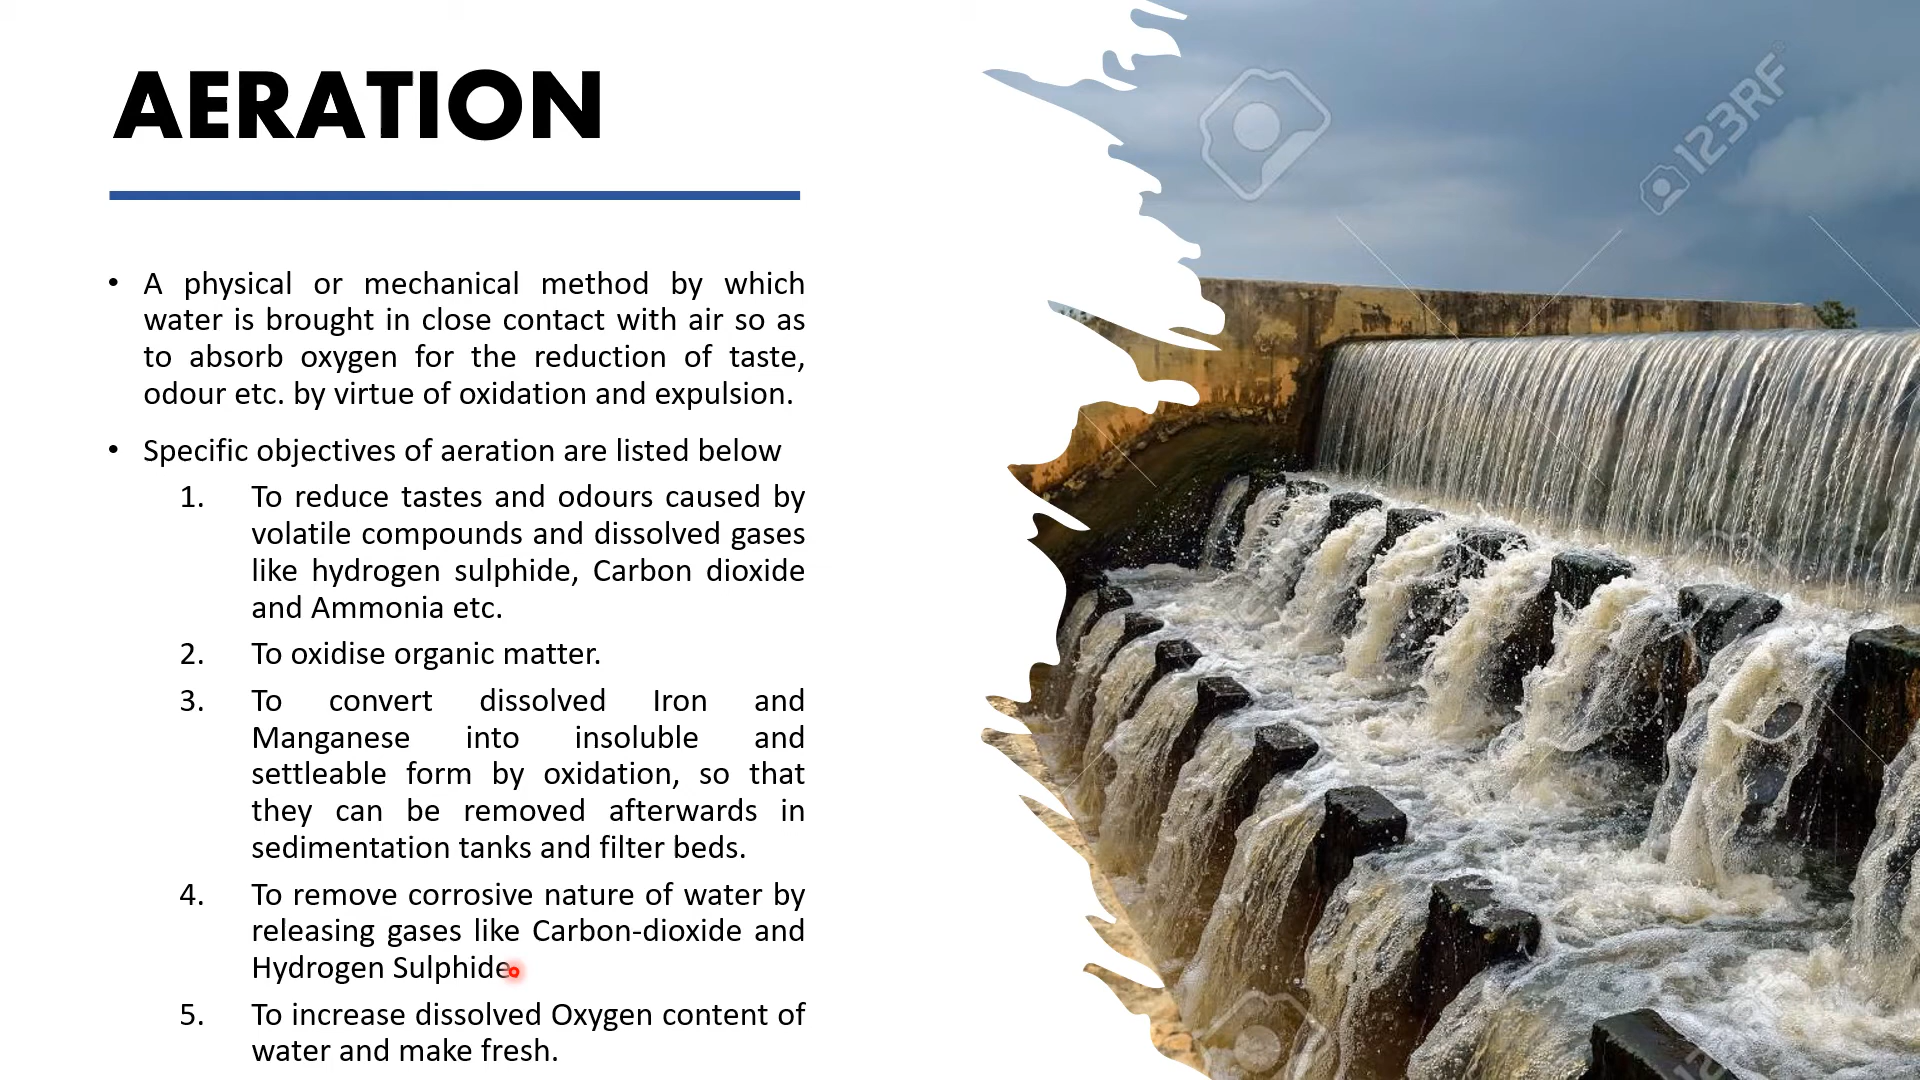 AERATION
• A physical or mechanical method by which
water is brought in close contact with air so as
to absorb oxygen for the reduction of taste,
odour etc. by virtue of oxidation and expulsion.
• Specific objectives of aeration are listed below
1. To reduce tastes and odours caused by
volatile compounds and dissolved gases
like hydrogen sulphide, Carbon dioxide
and Ammonia etc.
2. To oxidise organic matter.
3. To convert dissolved Iron and
Manganese into insoluble and
settleable form by oxidation, so that
they can be removed afterwards in
sedimentation tanks and filter beds.
4. To remove corrosive nature of water by
releasing gases like Carbon-dioxide and
Hydrogen Sulphide
5. To increase dissolved Oxygen content of
water and make fresh.
123RF